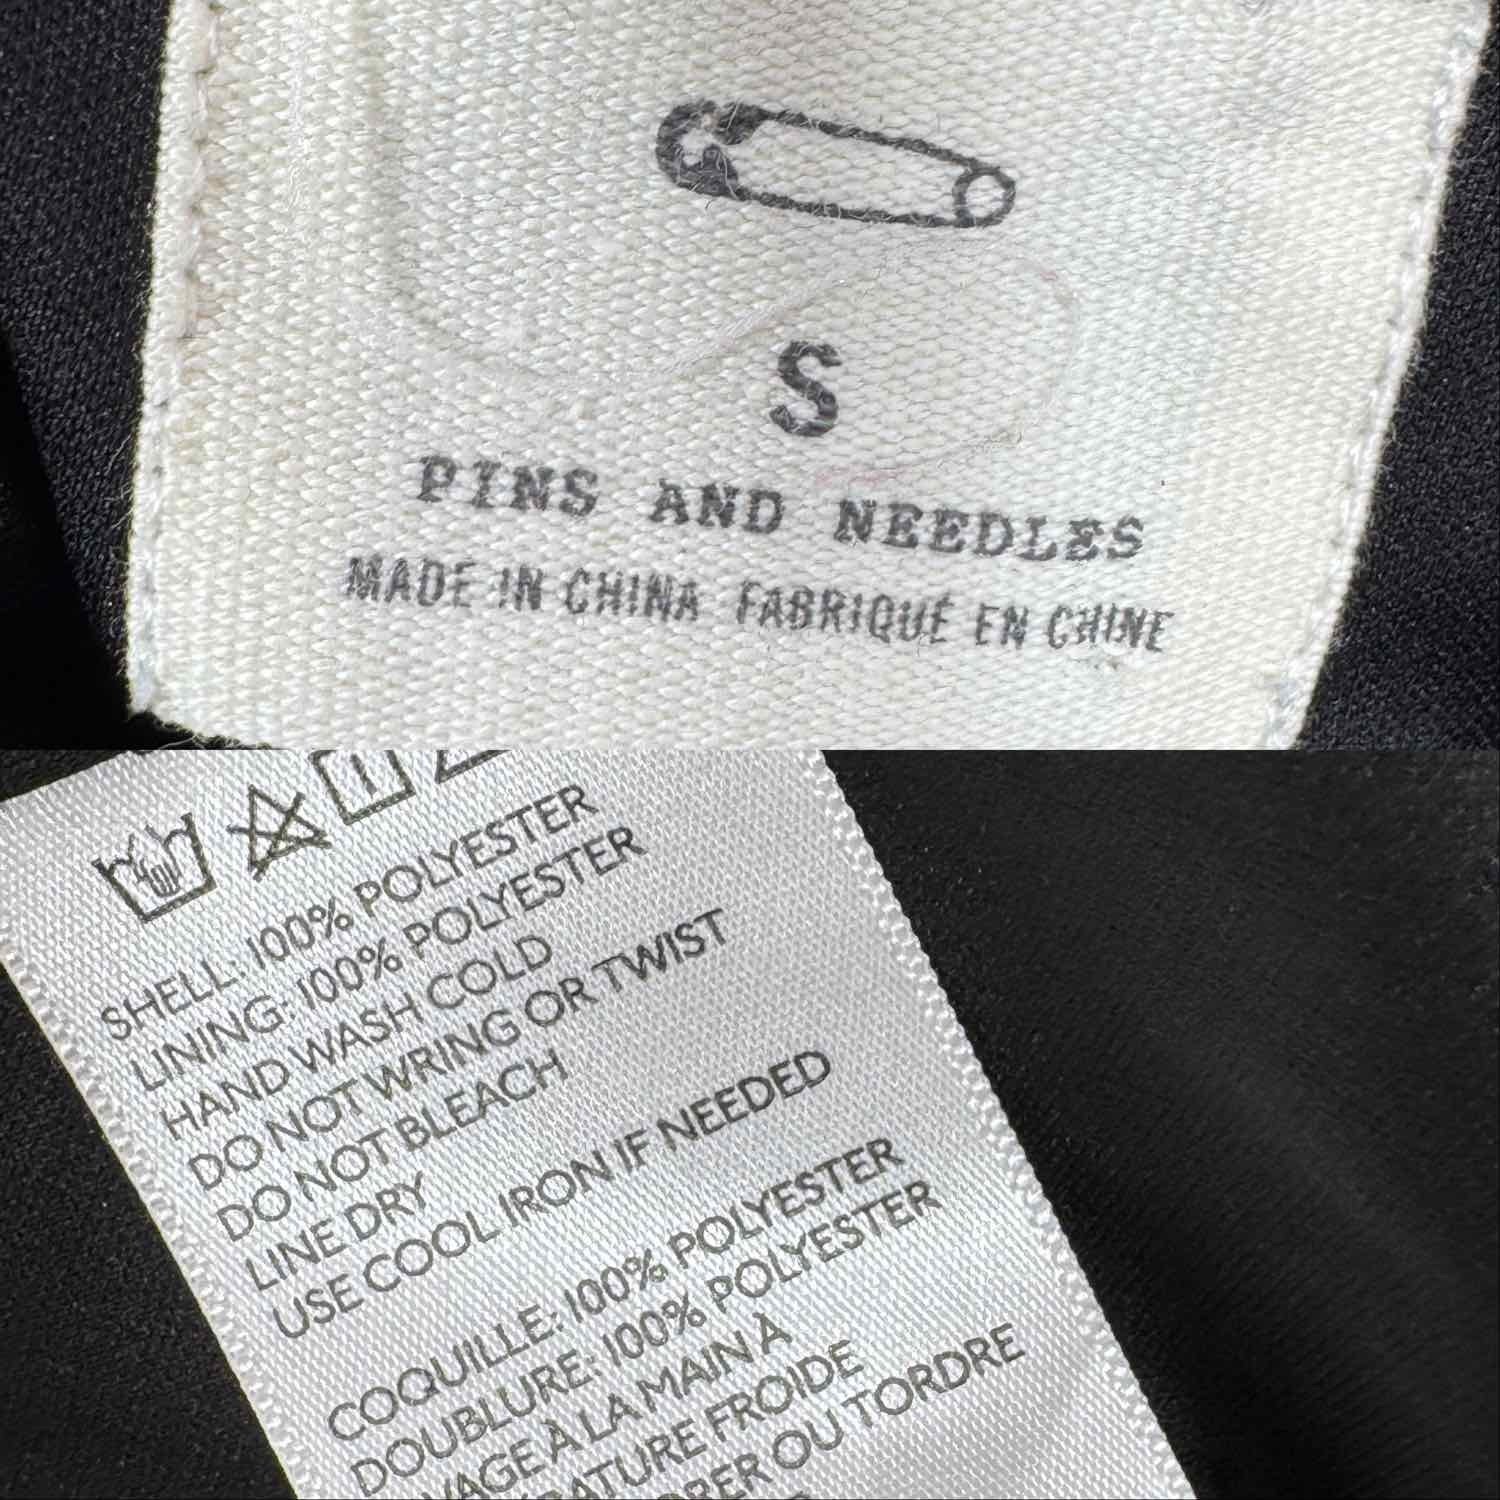 S
PINS AND NEEDLES
MADE IN CHINA FABRIQUÉ EN CHINE
SHELL: 100% POLYESTER
LINING: 100% POLYESTER
HAND WASH COLD
DO NOT WRING OR TWIST
DO NOT BLEACH
LINE DRY
USE COOL IRON IF NEEDED
COQUILLE: 100% POLYESTER
DOUBLURE: 100% POLYESTER
VAGE À LA MAIN À
RATURE FROIDE
OU TORDRE